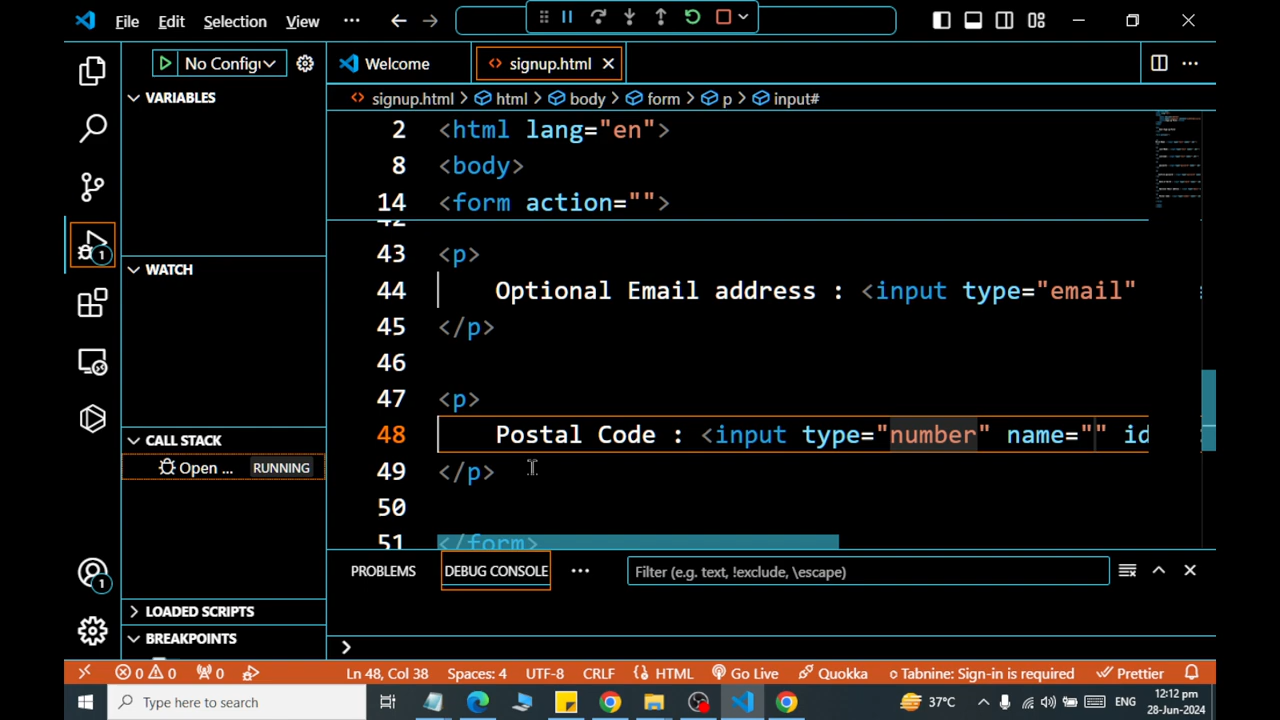 File Edit Selection View
No Config
Welcome
signup.html
signup.html > html > body > form > p > input#
VARIABLES
WATCH
CALL STACK
Open ... RUNNING
LOADED SCRIPTS
BREAKPOINTS
1
1
2 <html lang="en">
8 <body>
14 <form action="">
43 <p>
44 Optional Email address : <input type="email"
45 </p>
46
47 <p>
48 Postal Code : <input type="number" name="" id
49 </p>
50
51 </form>
PROBLEMS DEBUG CONSOLE
Filter (e.g. text, !exclude, \escape)
0 0 0 Ln 48, Col 38 Spaces: 4 UTF-8 CRLF HTML Go Live Quokka Tabnine: Sign-in is required Prettier
Type here to search
37°C ENG
12:12 pm
28-Jun-2024